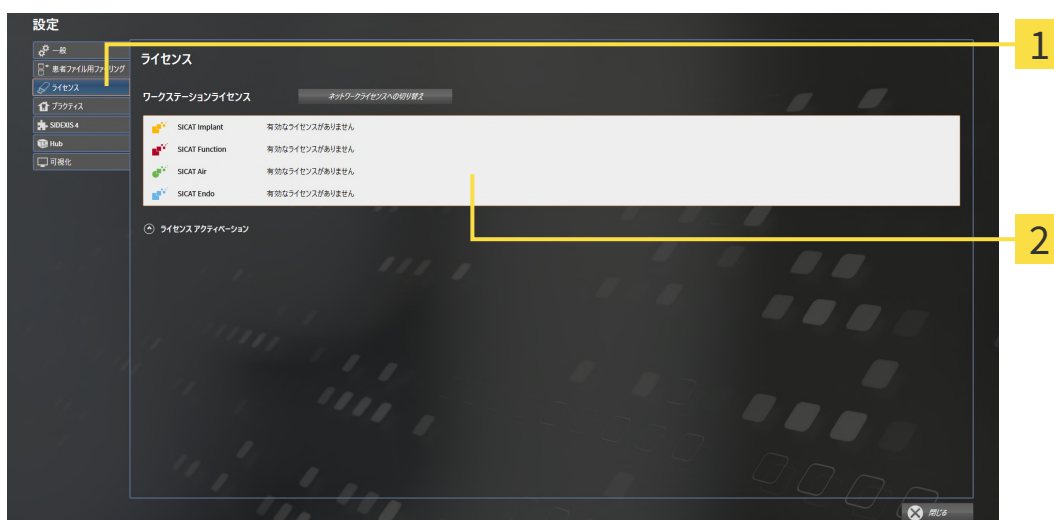 設定
一般
患者ファイル用ファイリング
ライセンス
プラクティス
SIDEXIS 4
Hub
可視化
ライセンス
ワークステーションライセンス ネットワークライセンスへの切り替え
SICAT Implant 有効なライセンスがありません
SICAT Function 有効なライセンスがありません
SICAT Air 有効なライセンスがありません
SICAT Endo 有効なライセンスがありません
ライセンス アクティベーション
閉じる
1
2